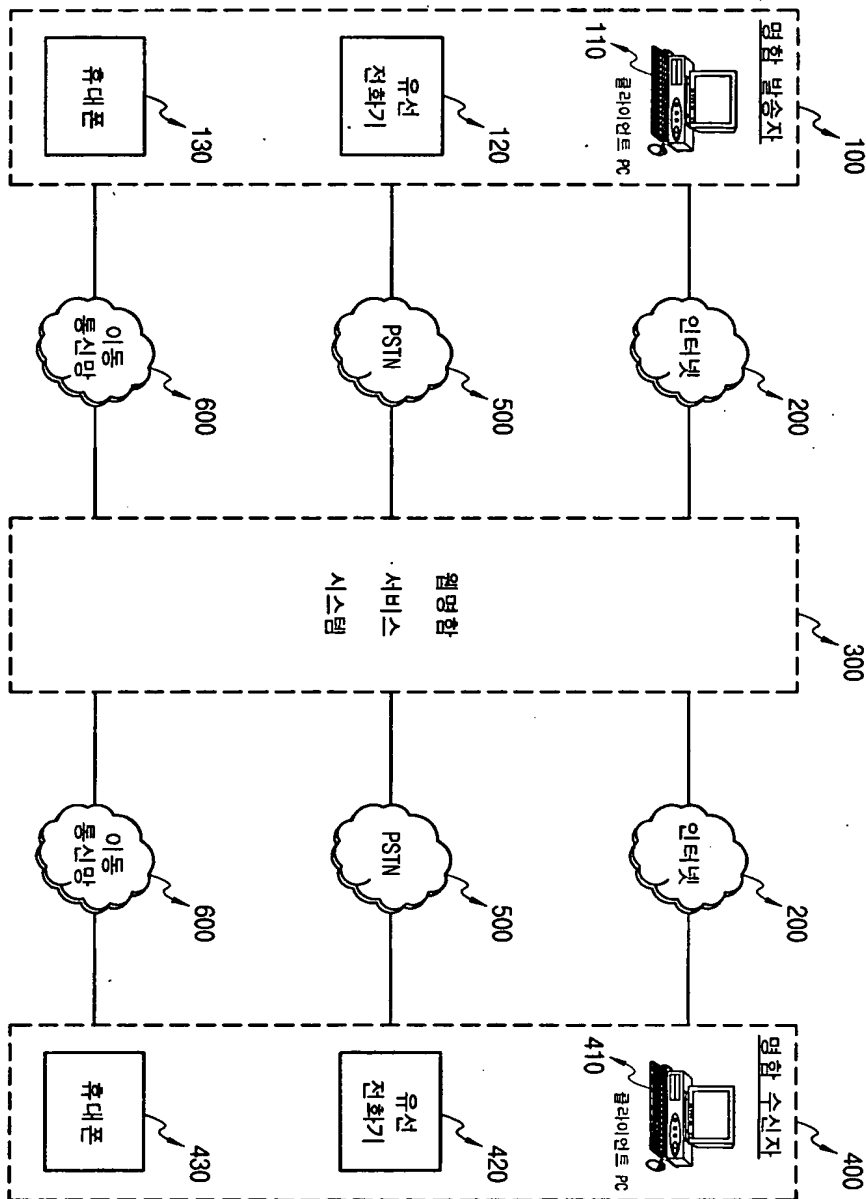 명함 발송자
100
110
클라이언트 PC
유선
전화기
120
휴대폰
130
인터넷
200
PSTN
500
이동
통신망
600
웹명함
서비스
시스템
300
인터넷
200
PSTN
500
이동
통신망
600
명함 수신자
400
410
클라이언트 PC
유선
전화기
420
휴대폰
430